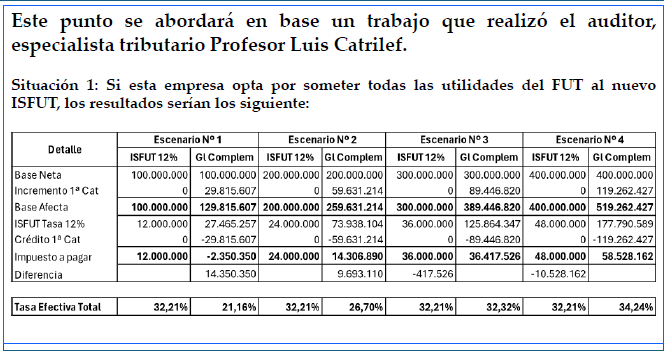 Este punto se abordará en base un trabajo que realizó el auditor,
especialista tributario Profesor Luis Catrilef.
Situación 1: Si esta empresa opta por someter todas las utilidades del FUT al nuevo
ISFUT, los resultados serían los siguiente:
Detalle Escenario Nº 1 Escenario Nº 2 Escenario Nº 3 Escenario Nº 4
ISFUT 12% Gl Complem ISFUT 12% Gl Complem ISFUT 12% Gl Complem ISFUT 12% Gl Complem
Base Neta 100.000.000 100.000.000 200.000.000 200.000.000 300.000.000 300.000.000 400.000.000 400.000.000
Incremento 1ª Cat 0 29.815.607 0 59.631.214 0 89.446.820 0 119.262.427
Base Afecta 100.000.000 129.815.607 200.000.000 259.631.214 300.000.000 389.446.820 400.000.000 519.262.427
ISFUT Tasa 12% 12.000.000 27.465.257 24.000.000 73.938.104 36.000.000 125.864.347 48.000.000 177.790.589
Crédito 1ª Cat 0 -29.815.607 0 -59.631.214 0 -89.446.820 0 -119.262.427
Impuesto a pagar 12.000.000 -2.350.350 24.000.000 14.306.890 36.000.000 36.417.526 48.000.000 58.528.162
Diferencia 14.350.350 9.693.110 -417.526 -10.528.162
Tasa Efectiva Total 32,21% 21,16% 32,21% 26,70% 32,21% 32,32% 32,21% 34,24%